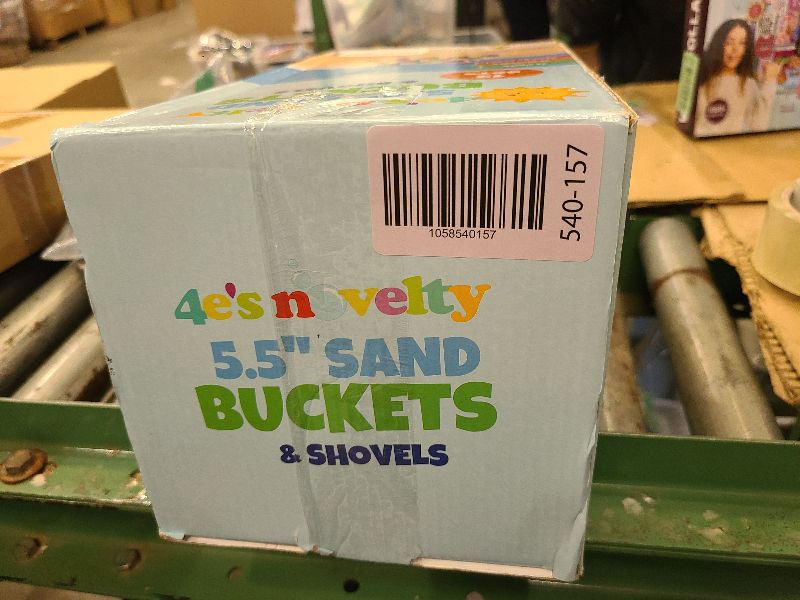 1058540157
540-157
4e's novelty
5.5" SAND
BUCKETS
& SHOVELS